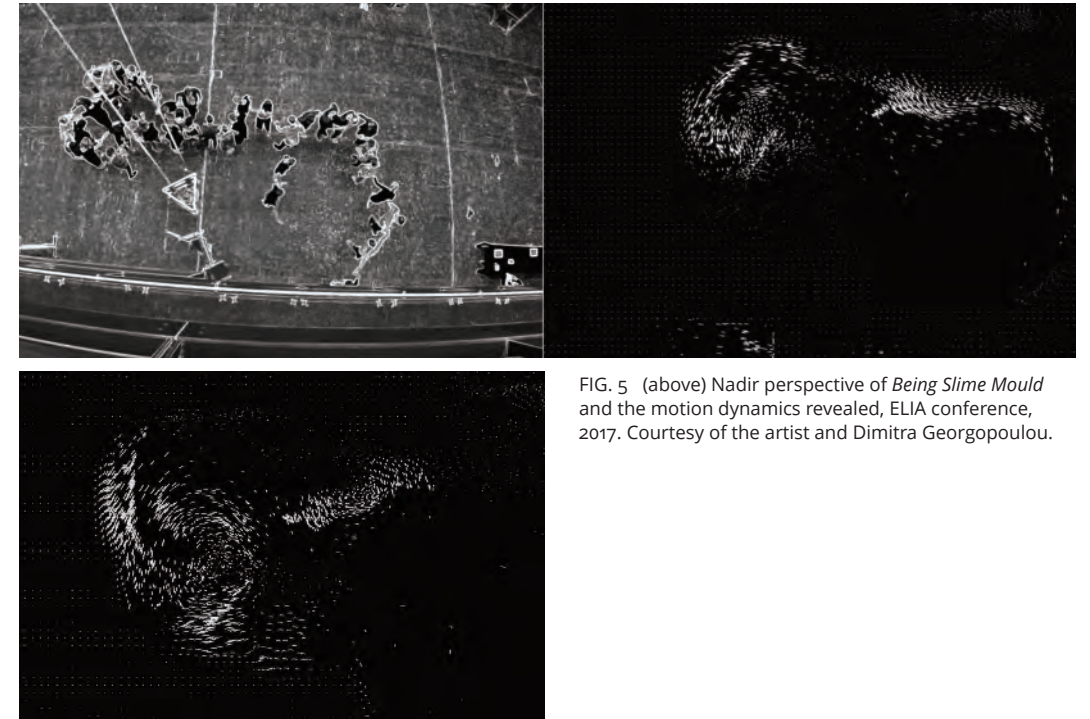 FIG. 5 (above) Nadir perspective of Being Slime Mould
and the motion dynamics revealed, ELIA conference,
2017. Courtesy of the artist and Dimitra Georgopoulou.